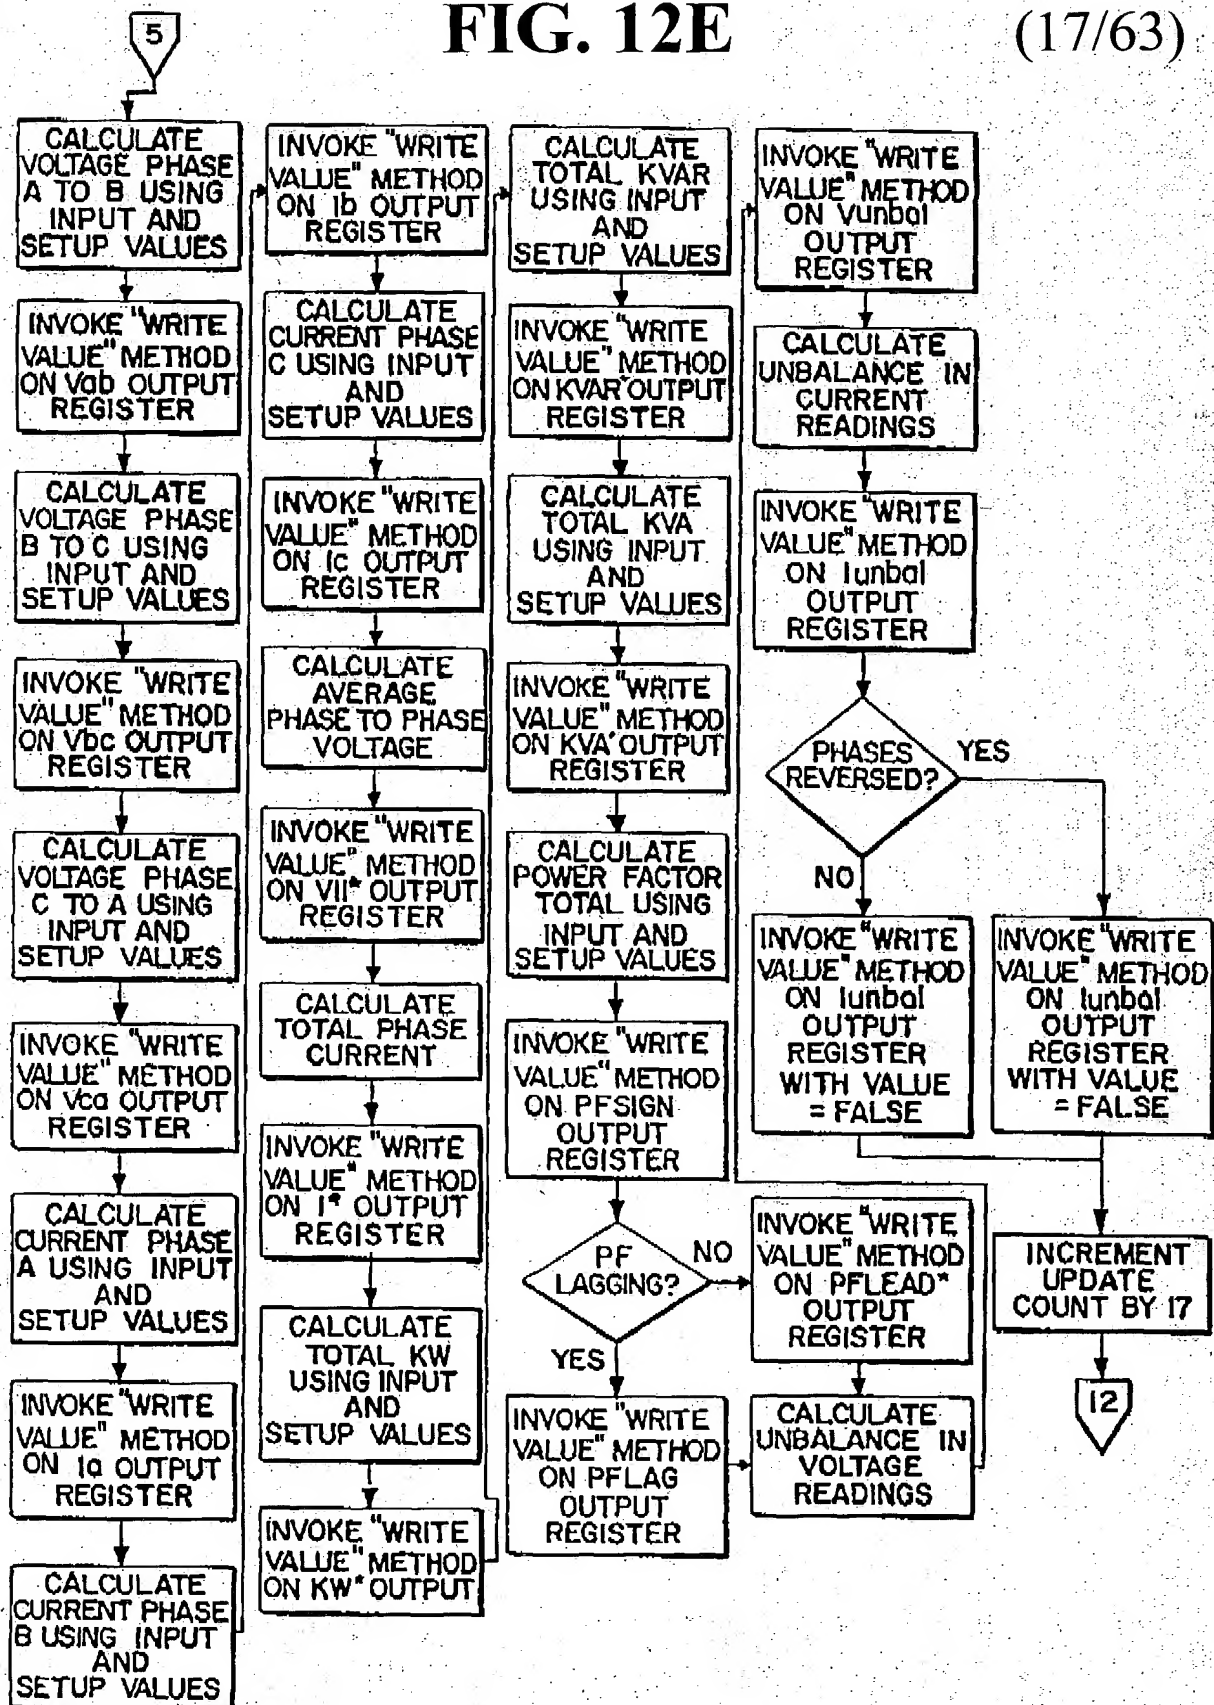 FIG. 12E
(17/63)
5
CALCULATE
VOLTAGE PHASE
A TO B USING
INPUT AND
SETUP VALUES
INVOKE "WRITE
VALUE" METHOD
ON Vab OUTPUT
REGISTER
CALCULATE
VOLTAGE PHASE
B TO C USING
INPUT AND
SETUP VALUES
INVOKE "WRITE
VALUE" METHOD
ON Vbc OUTPUT
REGISTER
CALCULATE
VOLTAGE PHASE
C TO A USING
INPUT AND
SETUP VALUES
INVOKE "WRITE
VALUE" METHOD
ON Vca OUTPUT
REGISTER
CALCULATE
CURRENT PHASE
A USING INPUT
AND
SETUP VALUES
INVOKE "WRITE
VALUE" METHOD
ON Ia OUTPUT
REGISTER
CALCULATE
CURRENT PHASE
B USING INPUT
AND
SETUP VALUES
INVOKE "WRITE
VALUE" METHOD
ON Ib OUTPUT
REGISTER
CALCULATE
CURRENT PHASE
C USING INPUT
AND
SETUP VALUES
INVOKE "WRITE
VALUE" METHOD
ON Ic OUTPUT
REGISTER
CALCULATE
AVERAGE
PHASE TO PHASE
VOLTAGE
INVOKE "WRITE
VALUE" METHOD
ON Vll* OUTPUT
REGISTER
CALCULATE
TOTAL PHASE
CURRENT
INVOKE "WRITE
VALUE" METHOD
ON I* OUTPUT
REGISTER
CALCULATE
TOTAL KW
USING INPUT
AND
SETUP VALUES
INVOKE "WRITE
VALUE" METHOD
ON KW* OUTPUT
CALCULATE
TOTAL KVAR
USING INPUT
AND
SETUP VALUES
INVOKE "WRITE
VALUE" METHOD
ON KVAR* OUTPUT
REGISTER
CALCULATE
TOTAL KVA
USING INPUT
AND
SETUP VALUES
INVOKE "WRITE
VALUE" METHOD
ON KVA* OUTPUT
REGISTER
CALCULATE
POWER FACTOR
TOTAL USING
INPUT AND
SETUP VALUES
INVOKE "WRITE
VALUE" METHOD
ON PFSIGN
OUTPUT
REGISTER
PF
LAGGING?
NO
YES
INVOKE "WRITE
VALUE" METHOD
ON PFLAG
OUTPUT
REGISTER
INVOKE "WRITE
VALUE" METHOD
ON PFLEAD*
OUTPUT
REGISTER
CALCULATE
UNBALANCE IN
VOLTAGE
READINGS
INVOKE "WRITE
VALUE" METHOD
ON Vunbal
OUTPUT
REGISTER
CALCULATE
UNBALANCE IN
CURRENT
READINGS
INVOKE "WRITE
VALUE" METHOD
ON Iunbal
OUTPUT
REGISTER
PHASES
REVERSED?
YES
NO
INVOKE "WRITE
VALUE" METHOD
ON Iunbal
OUTPUT
REGISTER
WITH VALUE
= FALSE
INVOKE "WRITE
VALUE" METHOD
ON Iunbal
OUTPUT
REGISTER
WITH VALUE
= FALSE
INCREMENT
UPDATE
COUNT BY 17
12